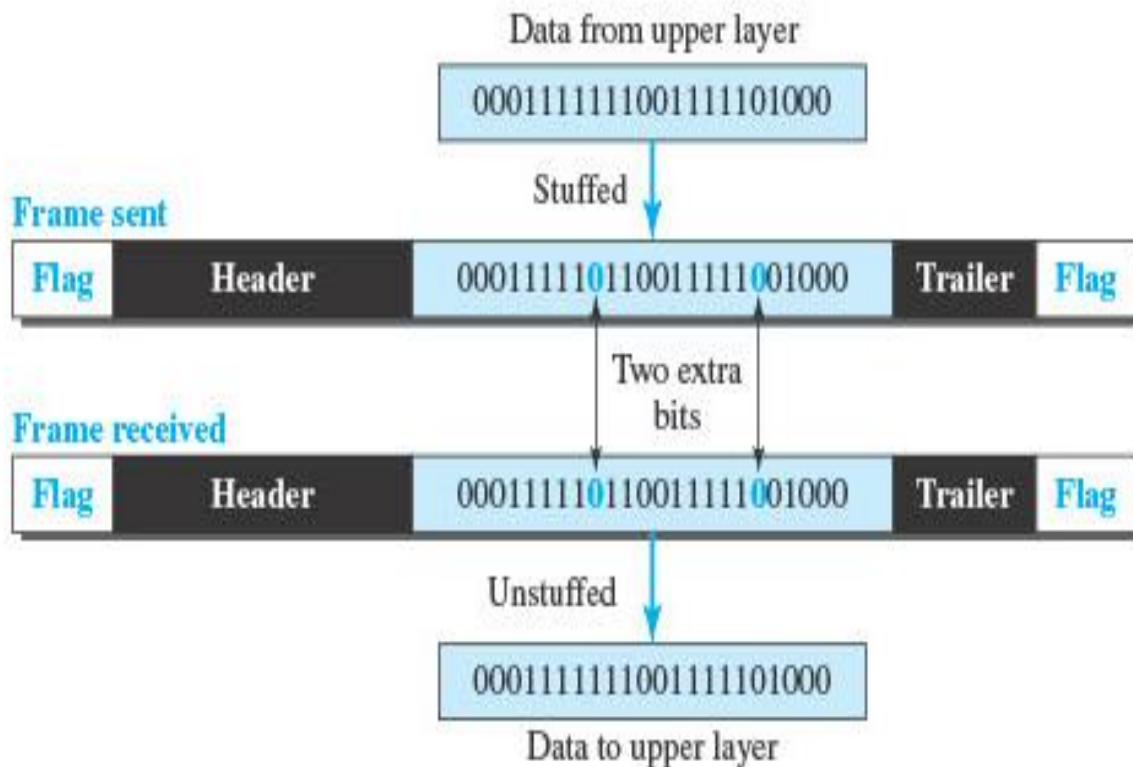 Data from upper layer
0001111111001111101000
Stuffed
Frame sent
Flag Header 000111110110011111001000 Trailer Flag
Two extra
bits
Frame received
Flag Header 000111110110011111001000 Trailer Flag
Unstuffed
0001111111001111101000
Data to upper layer